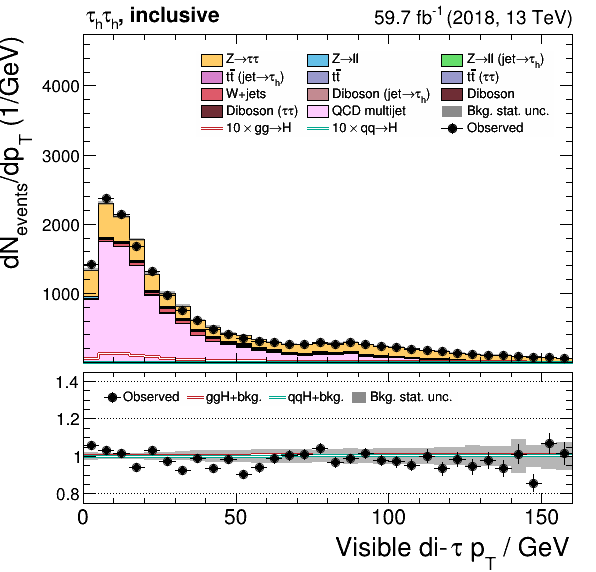 τhτh, inclusive 59.7 fb-1 (2018, 13 TeV)
dNevents/dpT (1/GeV)
4000
3000
2000
1000
Z→ττ Z→ll Z→ll (jet→τh)
tt̄ (jet→τh) tt̄ tt̄ (ττ)
W+jets Diboson (jet→τh) Diboson
Diboson (ττ) QCD multijet Bkg. stat. unc.
10 × gg→H 10 × qq→H Observed
1.4
1.2
1
0.8
Observed ggH+bkg. qqH+bkg. Bkg. stat. unc.
0 50 100 150
Visible di-τ pT / GeV